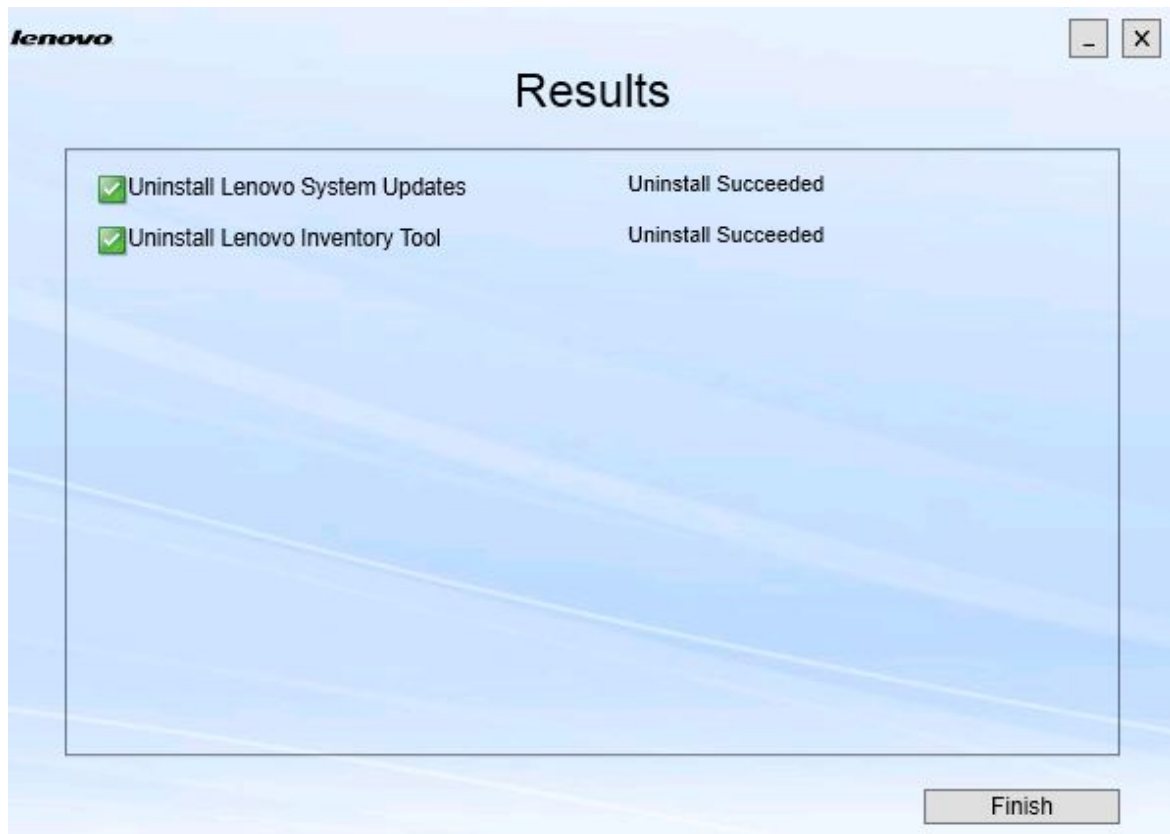 lenovo
Results
Uninstall Lenovo System Updates Uninstall Succeeded
Uninstall Lenovo Inventory Tool Uninstall Succeeded
Finish